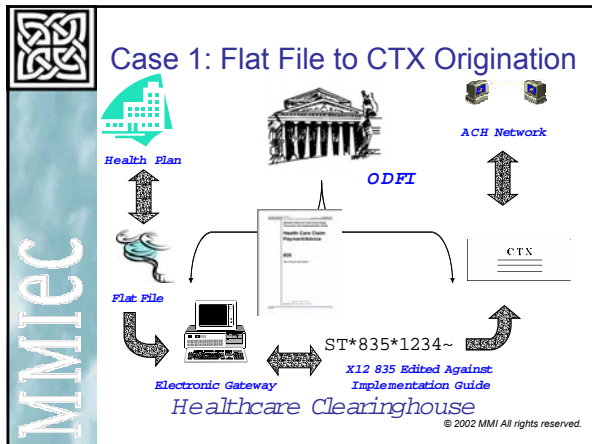 Case 1: Flat File to CTX Origination
Health Plan
ODFI
ACH Network
Health Care Claim
Payment/Advice
835
CTX
Flat File
ST*835*1234~
Electronic Gateway
X12 835 Edited Against
Implementation Guide
Healthcare Clearinghouse
MMIec
© 2002 MMI All rights reserved.